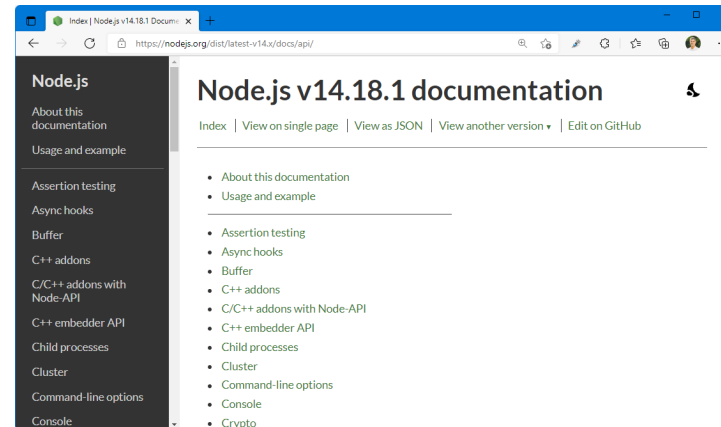 Index | Node.js v14.18.1 Docume
https://nodejs.org/dist/latest-v14.x/docs/api/
Node.js
About this
documentation
Usage and example
Assertion testing
Async hooks
Buffer
C++ addons
C/C++ addons with
Node-API
C++ embedder API
Child processes
Cluster
Command-line options
Console
Node.js v14.18.1 documentation
Index | View on single page | View as JSON | View another version ▼ | Edit on GitHub
• About this documentation
• Usage and example
• Assertion testing
• Async hooks
• Buffer
• C++ addons
• C/C++ addons with Node-API
• C++ embedder API
• Child processes
• Cluster
• Command-line options
• Console
• Crypto